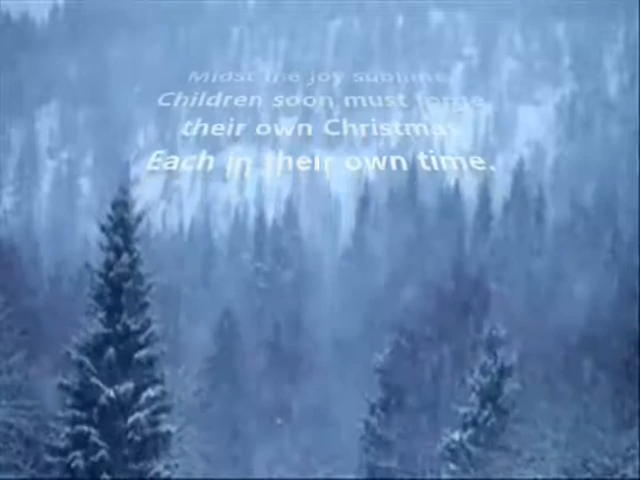 Midst the joy sublime
Children soon must forge
their own Christmas
Each in their own time.